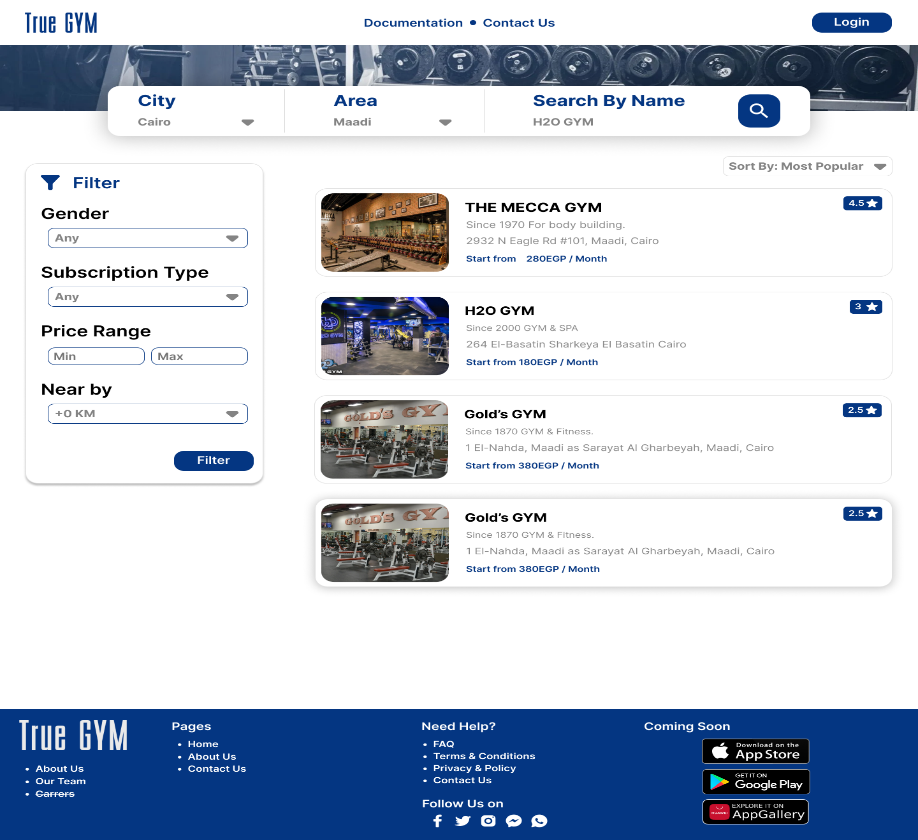 True GYM
Documentation • Contact Us
Login
City
Cairo
Area
Maadi
Search By Name
H2O GYM
Sort By: Most Popular
Filter
Gender
Any
Subscription Type
Any
Price Range
Min
Max
Near by
+0 KM
Filter
THE MECCA GYM
4.5
Since 1970 For body building.
2932 N Eagle Rd #101, Maadi, Cairo
Start from 280EGP / Month
H2O GYM
3
Since 2000 GYM & SPA
264 El-Basatin Sharkeya El Basatin Cairo
Start from 180EGP / Month
GOLD'S GY
Gold's GYM
2.5
Since 1870 GYM & Fitness.
1 El-Nahda, Maadi as Sarayat Al Gharbeyah, Maadi, Cairo
Start from 380EGP / Month
GOLD'S GY
Gold's GYM
2.5
Since 1870 GYM & Fitness.
1 El-Nahda, Maadi as Sarayat Al Gharbeyah, Maadi, Cairo
Start from 380EGP / Month
True GYM
• About Us
• Our Team
• Carrers
Pages
• Home
• About Us
• Contact Us
Need Help?
• FAQ
• Terms & Conditions
• Privacy & Policy
• Contact Us
Follow Us on
Coming Soon
Download on the
App Store
GET IT ON
Google Play
EXPLORE IT ON
AppGallery